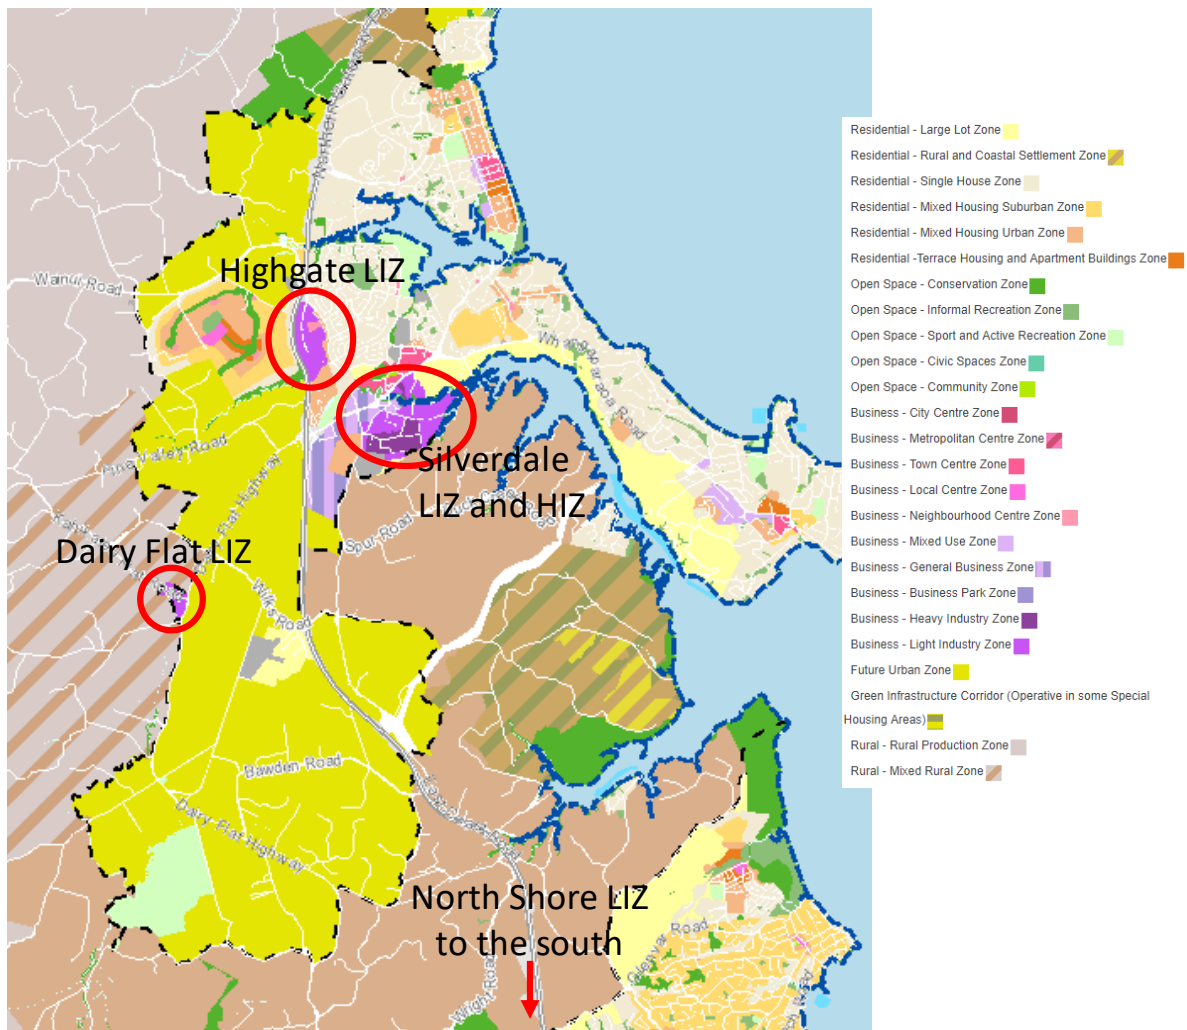 Highgate LIZ
Wainui Road
Pine Valley Road
Silverdale
LIZ and HIZ
Spur Road
Dairy Flat LIZ
Wilks Road
Bawden Road
Dairy Flat Highway
North Shore LIZ
to the south
Glenvar Road
Wright Road
Residential - Large Lot Zone
Residential - Rural and Coastal Settlement Zone
Residential - Single House Zone
Residential - Mixed Housing Suburban Zone
Residential - Mixed Housing Urban Zone
Residential -Terrace Housing and Apartment Buildings Zone
Open Space - Conservation Zone
Open Space - Informal Recreation Zone
Open Space - Sport and Active Recreation Zone
Open Space - Civic Spaces Zone
Open Space - Community Zone
Business - City Centre Zone
Business - Metropolitan Centre Zone
Business - Town Centre Zone
Business - Local Centre Zone
Business - Neighbourhood Centre Zone
Business - Mixed Use Zone
Business - General Business Zone
Business - Business Park Zone
Business - Heavy Industry Zone
Business - Light Industry Zone
Future Urban Zone
Green Infrastructure Corridor (Operative in some Special
Housing Areas)
Rural - Rural Production Zone
Rural - Mixed Rural Zone